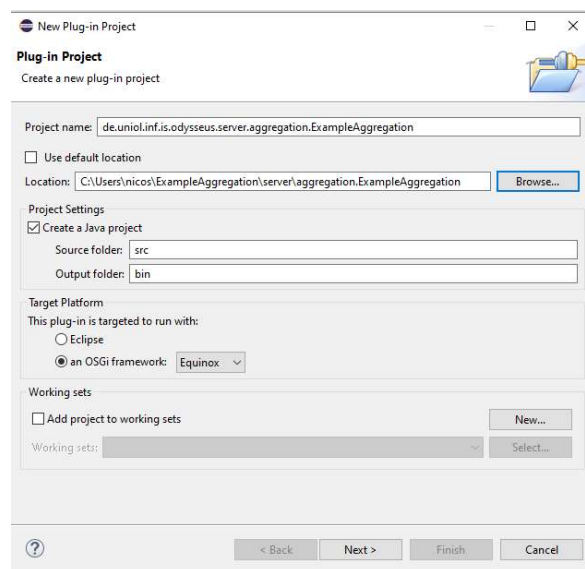 New Plug-in Project
Plug-in Project
Create a new plug-in project
Project name: de.uniol.inf.is.odysseus.server.aggregation.ExampleAggregation
Use default location
Location: C:\Users\nicos\ExampleAggregation\server\aggregation.ExampleAggregation Browse...
Project Settings
Create a Java project
Source folder: src
Output folder: bin
Target Platform
This plug-in is targeted to run with:
Eclipse
an OSGi framework: Equinox
Working sets
Add project to working sets New...
Working sets: Select...
< Back Next > Finish Cancel